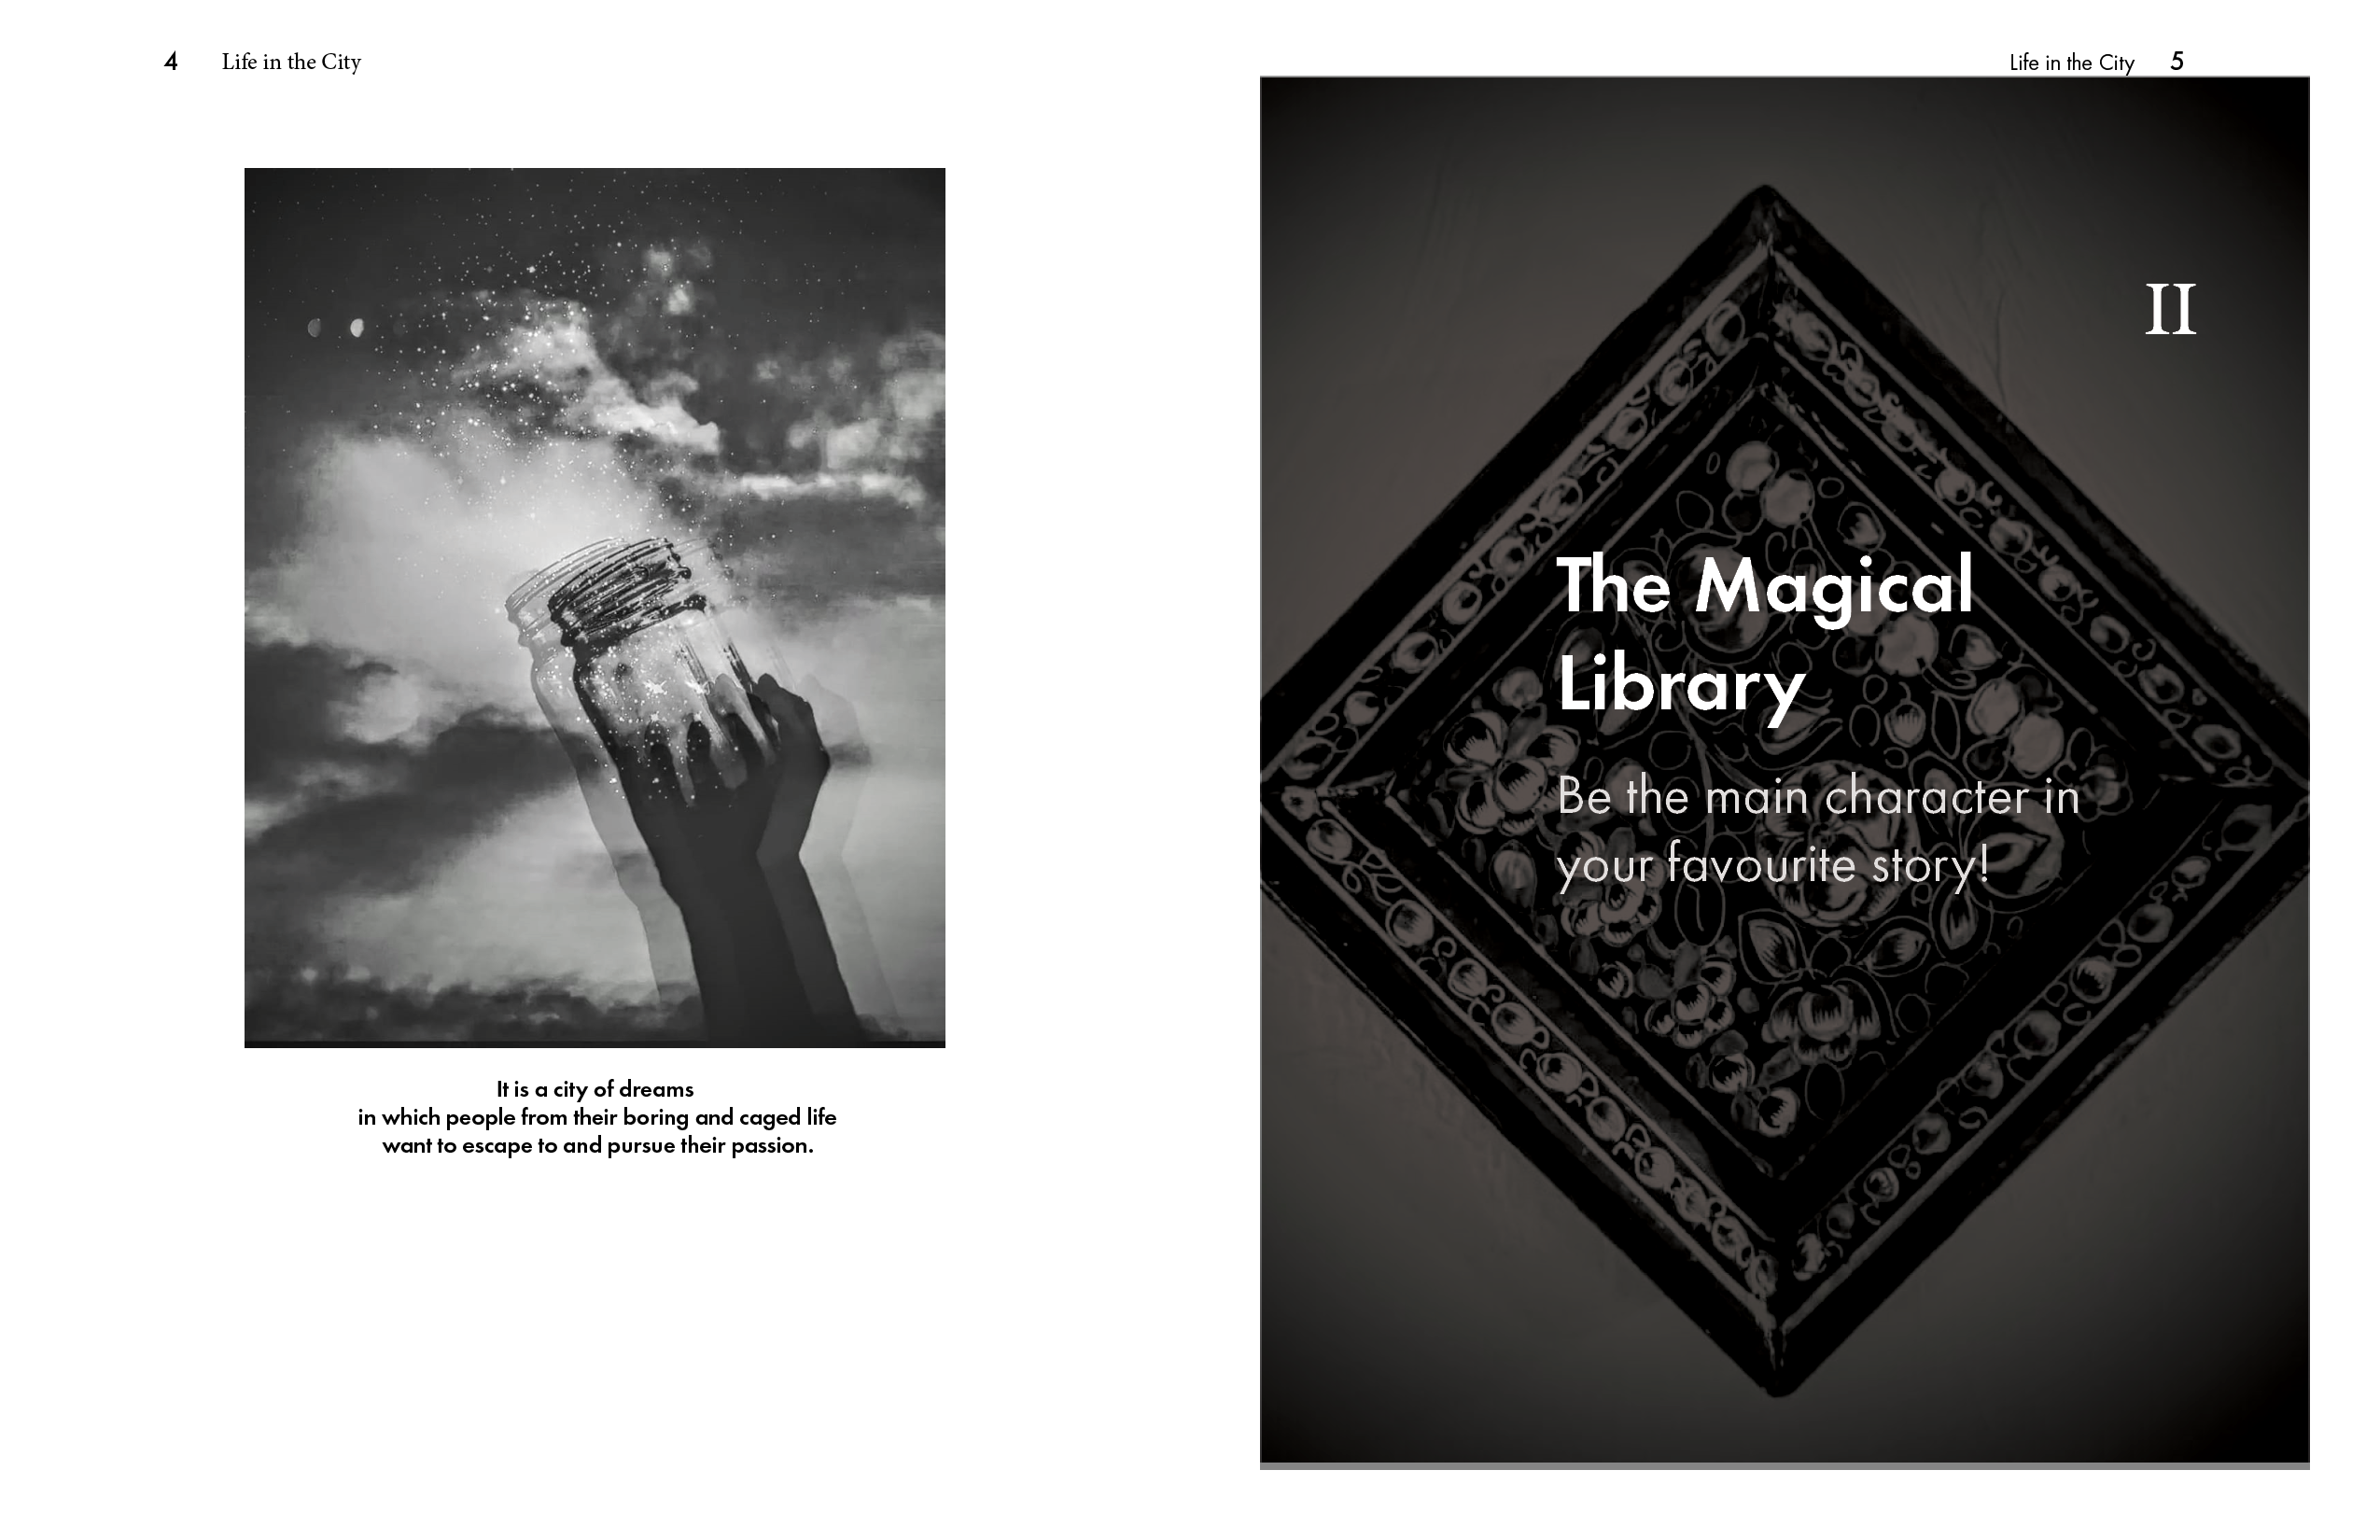 4 Life in the City
It is a city of dreams
in which people from their boring and caged life
want to escape to and pursue their passion.
Life in the City 5
II
The Magical
Library
Be the main character in
your favourite story!